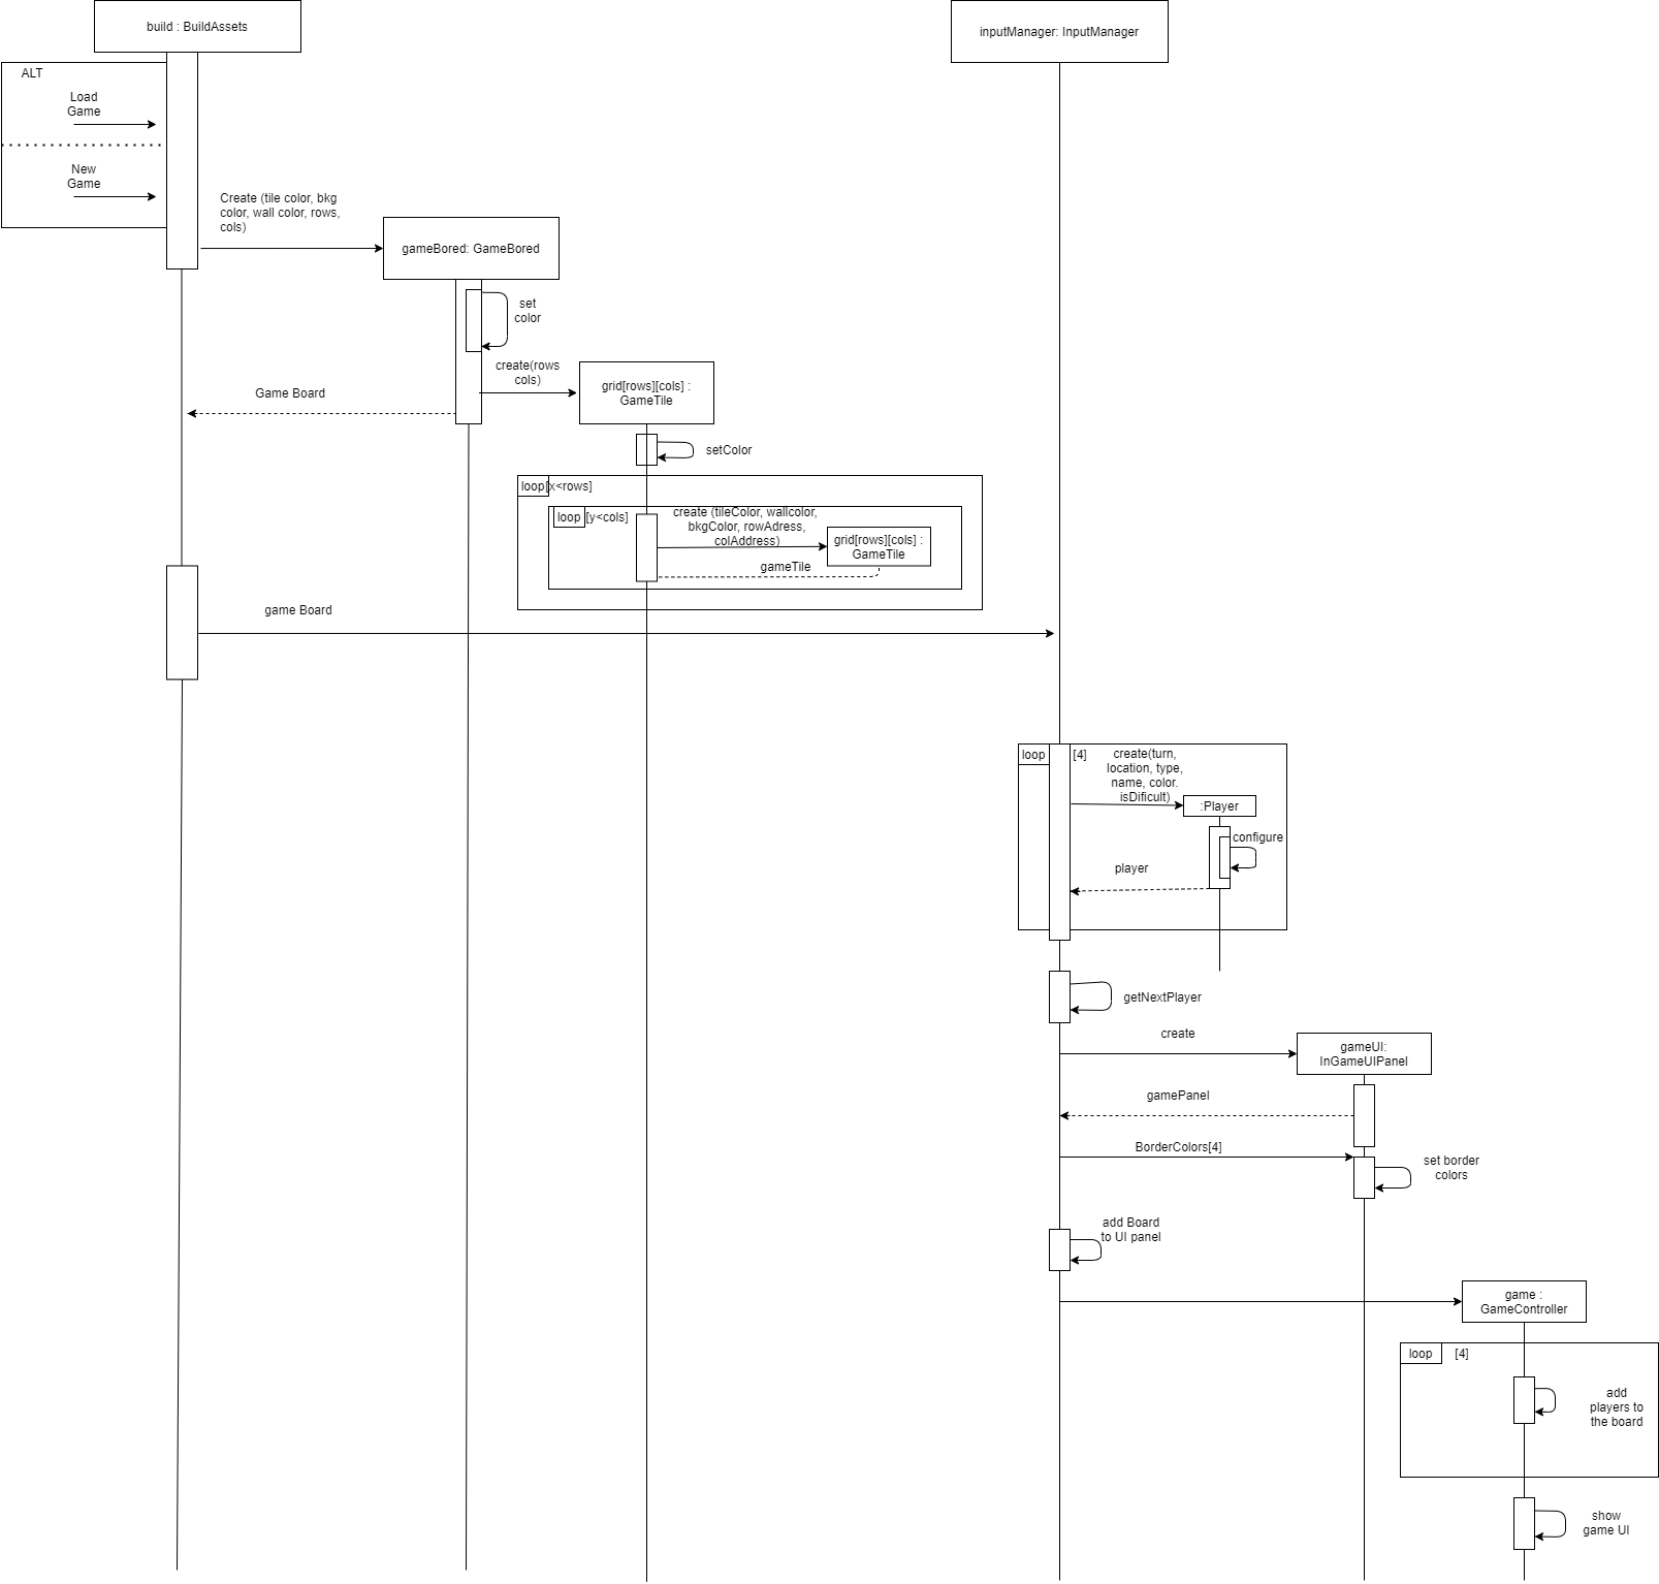 build : BuildAssets
inputManager: InputManager
ALT
Load
Game
New
Game
Create (tile color, bkg
color, wall color, rows,
cols)
gameBored: GameBored
set
color
create(rows
cols)
grid[rows][cols] :
GameTile
Game Board
setColor
loop[x<rows]
loop [y<cols]
create (tileColor, wallcolor,
bkgColor, rowAdress,
colAddress)
grid[rows][cols] :
GameTile
gameTile
game Board
loop [4]
create(turn,
location, type,
name, color.
isDificult)
:Player
configure
player
getNextPlayer
create
gameUI:
InGameUIPanel
gamePanel
BorderColors[4]
set border
colors
add Board
to UI panel
game :
GameController
loop [4]
add
players to
the board
show
game UI